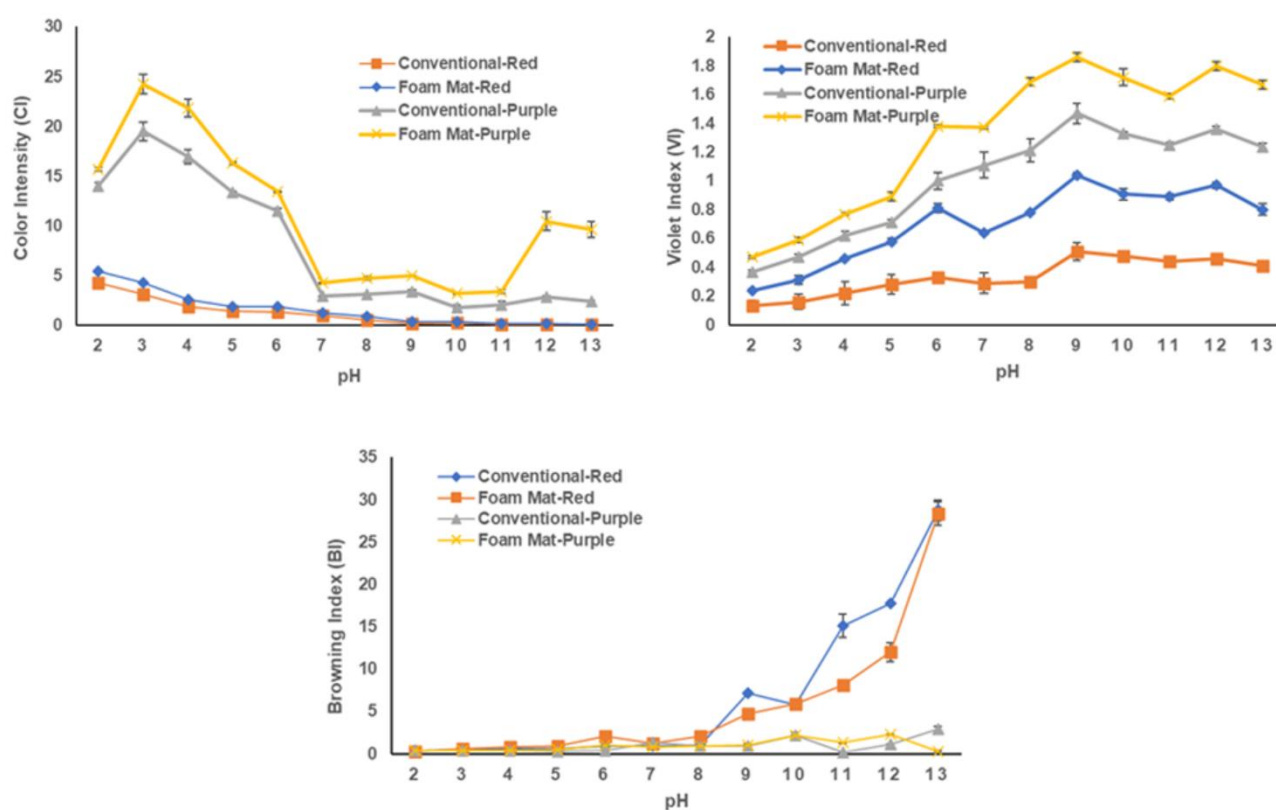 30
25
20
15
10
5
0
Color Intensity (CI)
Conventional-Red
Foam Mat-Red
Conventional-Purple
Foam Mat-Purple
2 3 4 5 6 7 8 9 10 11 12 13
pH
2
1.8
1.6
1.4
1.2
1
0.8
0.6
0.4
0.2
0
Violet Index (VI)
Conventional-Red
Foam Mat-Red
Conventional-Purple
Foam Mat-Purple
2 3 4 5 6 7 8 9 10 11 12 13
pH
35
30
25
20
15
10
5
0
Browning Index (BI)
Conventional-Red
Foam Mat-Red
Conventional-Purple
Foam Mat-Purple
2 3 4 5 6 7 8 9 10 11 12 13
pH